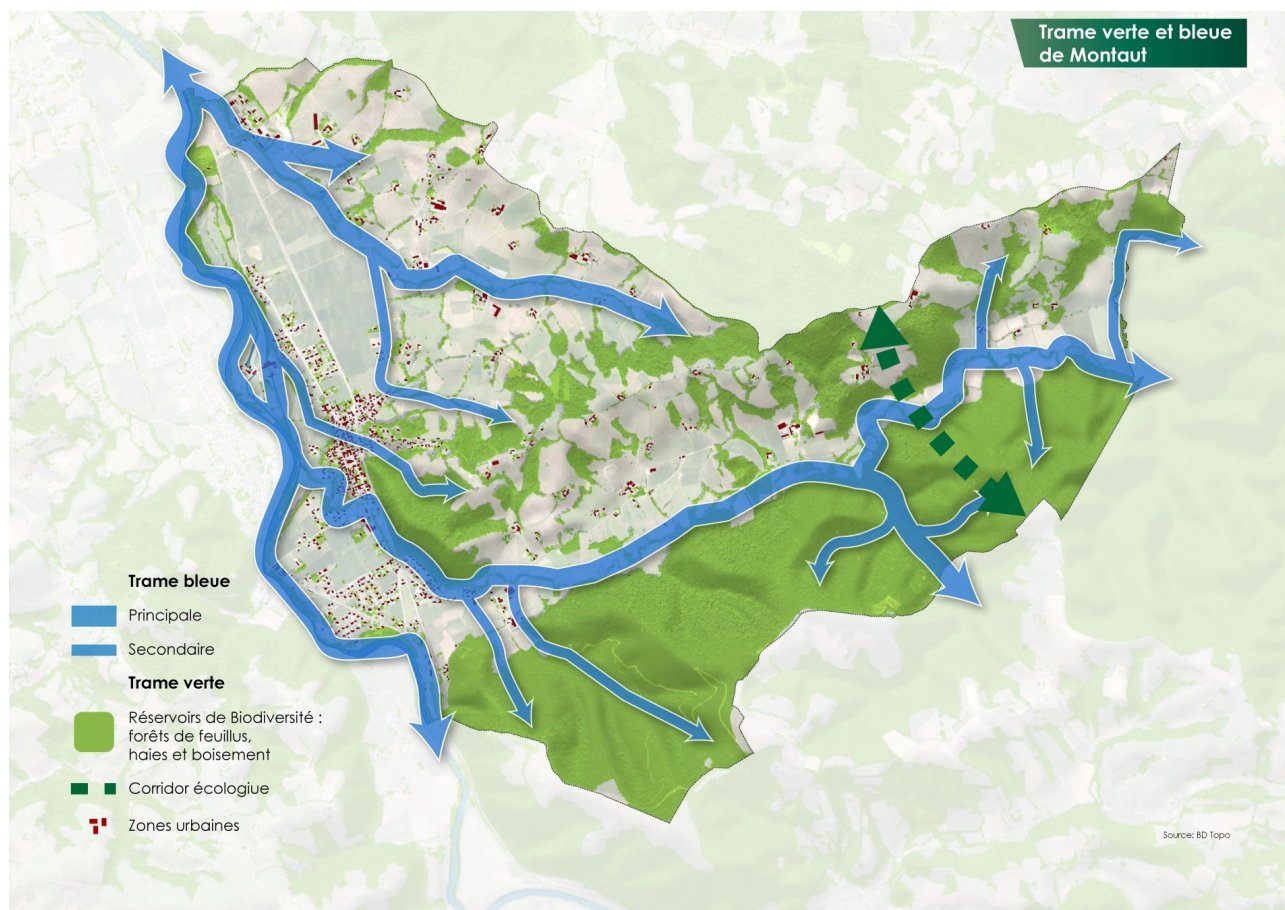 Trame verte et bleue
de Montaut
Trame bleue
Principale
Secondaire
Trame verte
Réservoirs de Biodiversité :
forêts de feuillus,
haies et boisement
Corridor écologiue
Zones urbaines
Source: BD Topo